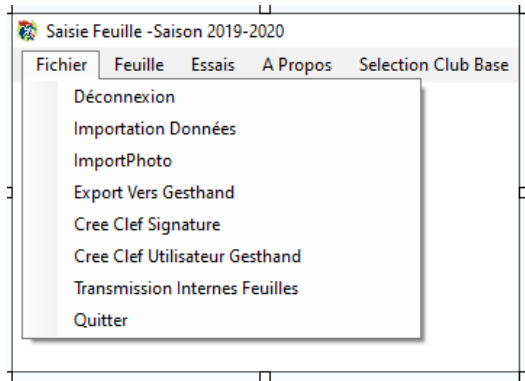 Saisie Feuille -Saison 2019-2020
Fichier Feuille Essais A Propos Selection Club Base
Déconnexion
Importation Données
ImportPhoto
Export Vers Gesthand
Cree Clef Signature
Cree Clef Utilisateur Gesthand
Transmission Internes Feuilles
Quitter